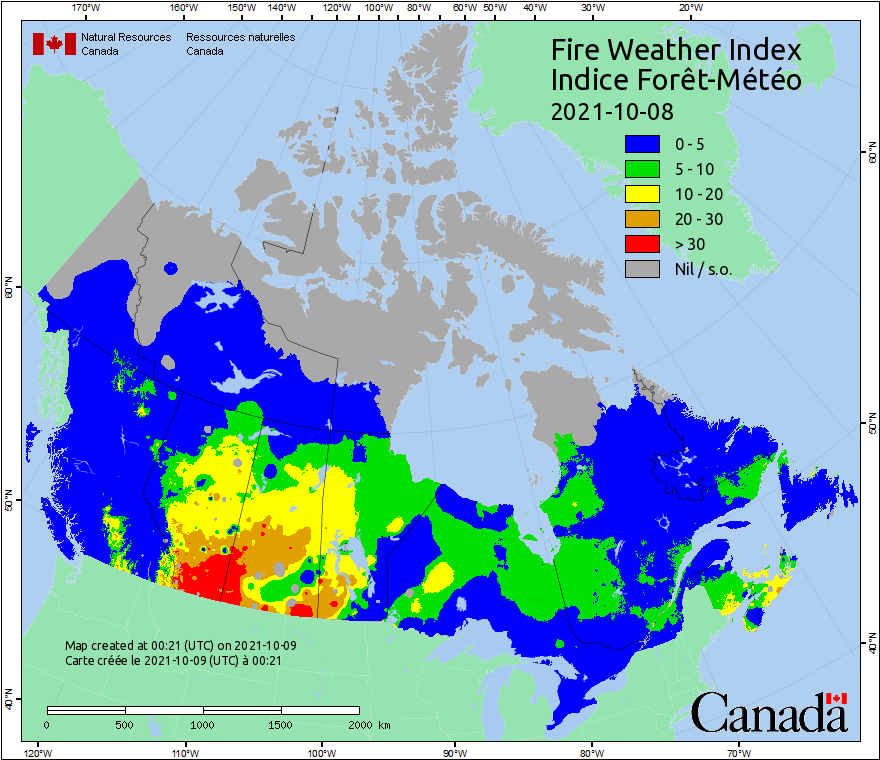 170°W 160°W 150°W 140°W 120°W 100°W 80°W 60°W 50°W 40°W 30°W 20°W
Natural Resources Ressources naturelles
Canada Canada
Fire Weather Index
Indice Forêt-Météo
2021-10-08
0 - 5
5 - 10
10 - 20
20 - 30
> 30
Nil / s.o.
60°N
60°N
50°N
50°N
40°N
40°N
Map created at 00:21 (UTC) on 2021-10-09
Carte créée le 2021-10-09 (UTC) à 00:21
0 500 1000 1500 2000 km
Canada
120°W 110°W 100°W 90°W 80°W 70°W